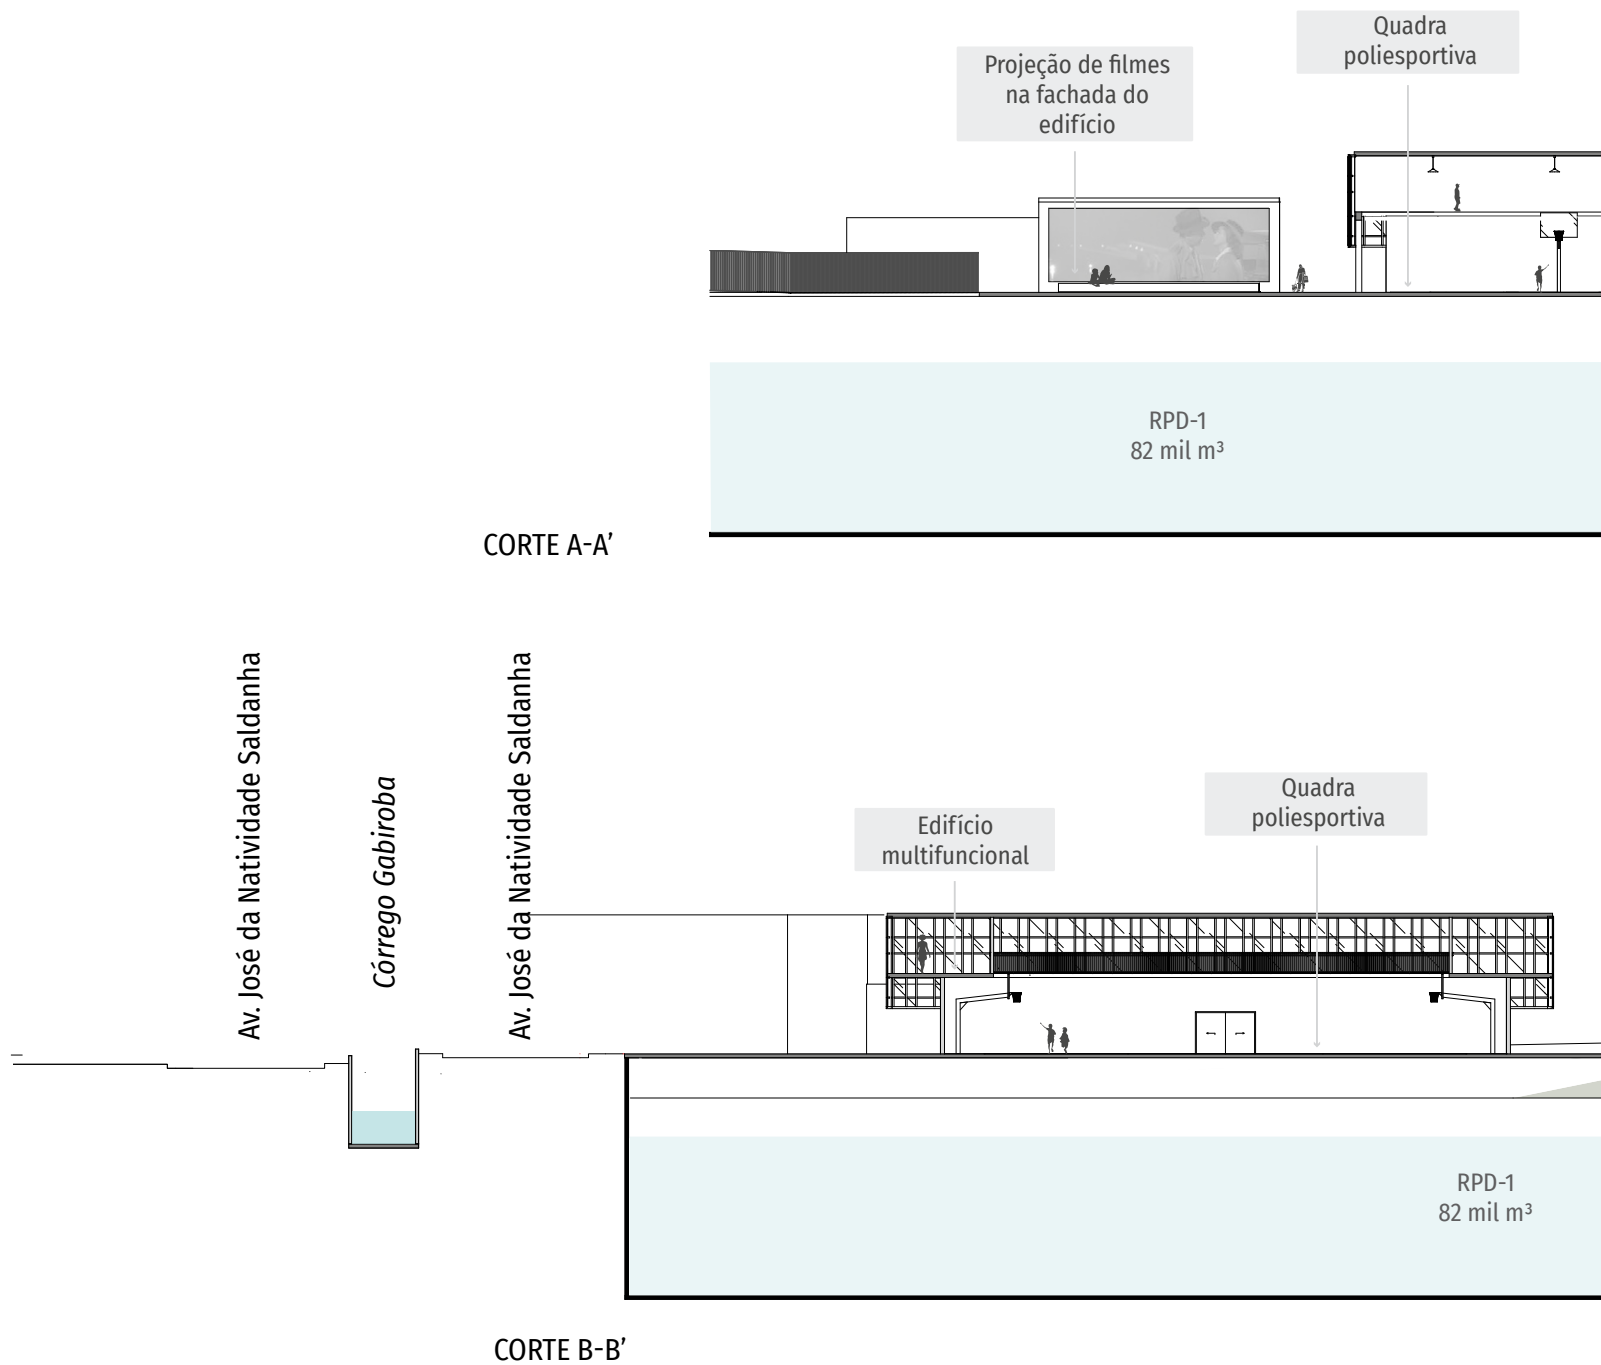 Quadra
poliesportiva
Projeção de filmes
na fachada do
edifício
RPD-1
82 mil m³
CORTE A-A’
Av. José da Natividade Saldanha
Córrego Gabiroba
Av. José da Natividade Saldanha
Edifício
multifuncional
Quadra
poliesportiva
RPD-1
82 mil m³
CORTE B-B’